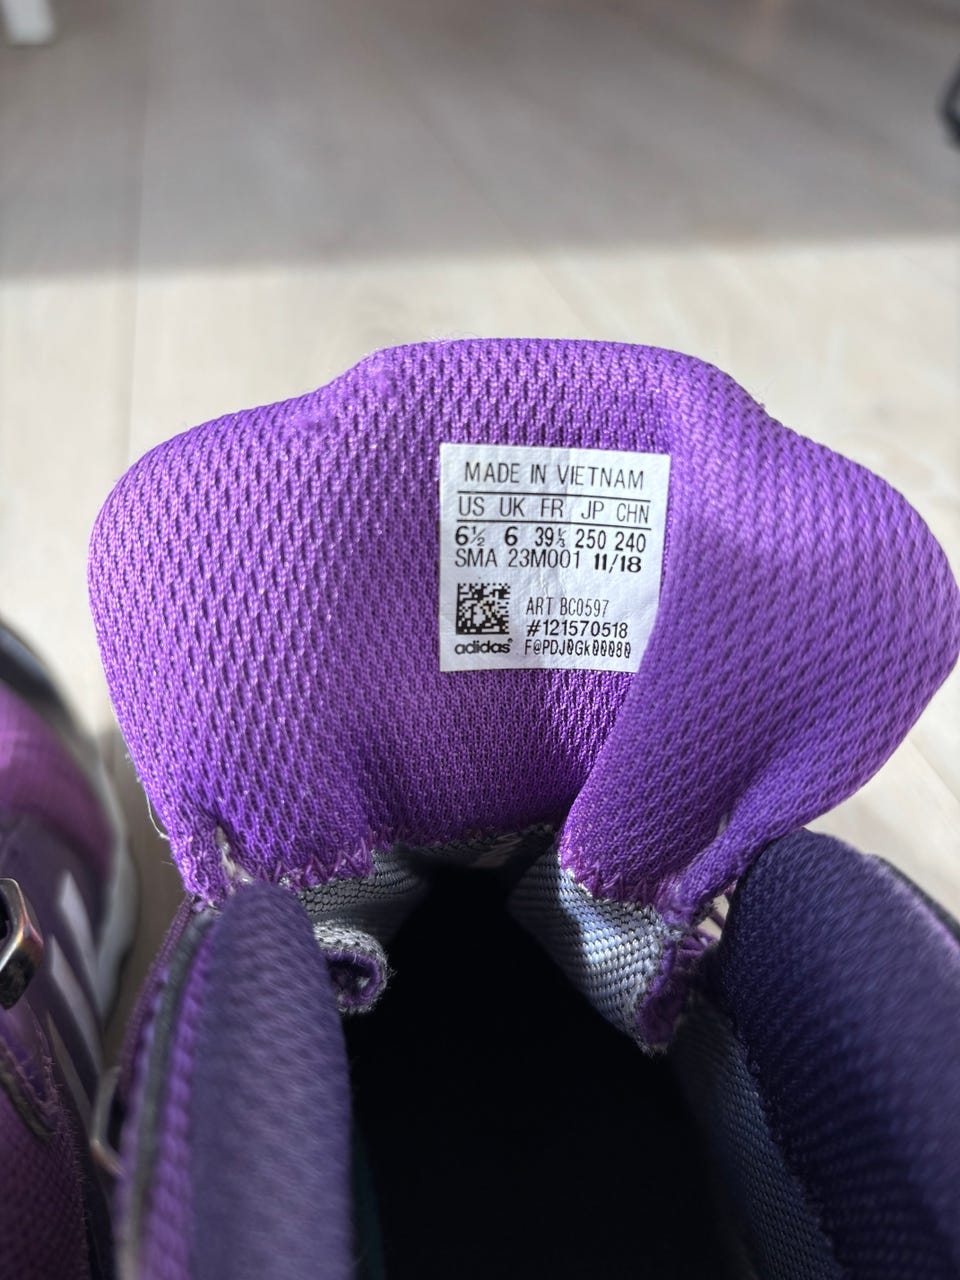 MADE IN VIETNAM
US UK FR JP CHN
6½ 6 39⅓ 250 240
SMA 23M001 11/18
ART BC0597
#121570518
adidas® F@PDJ0Gk00080